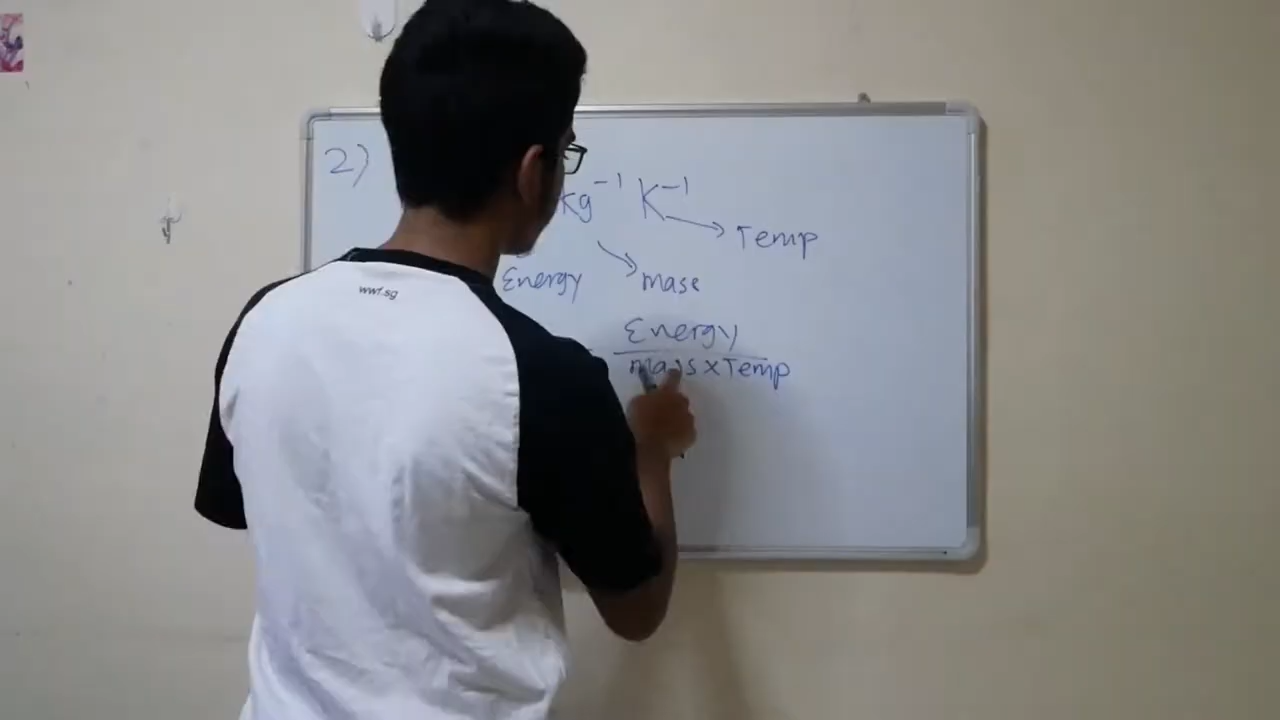 2)
kg⁻¹ K⁻¹
Temp
Energy mass
Energy
mass x Temp
wwf.sg